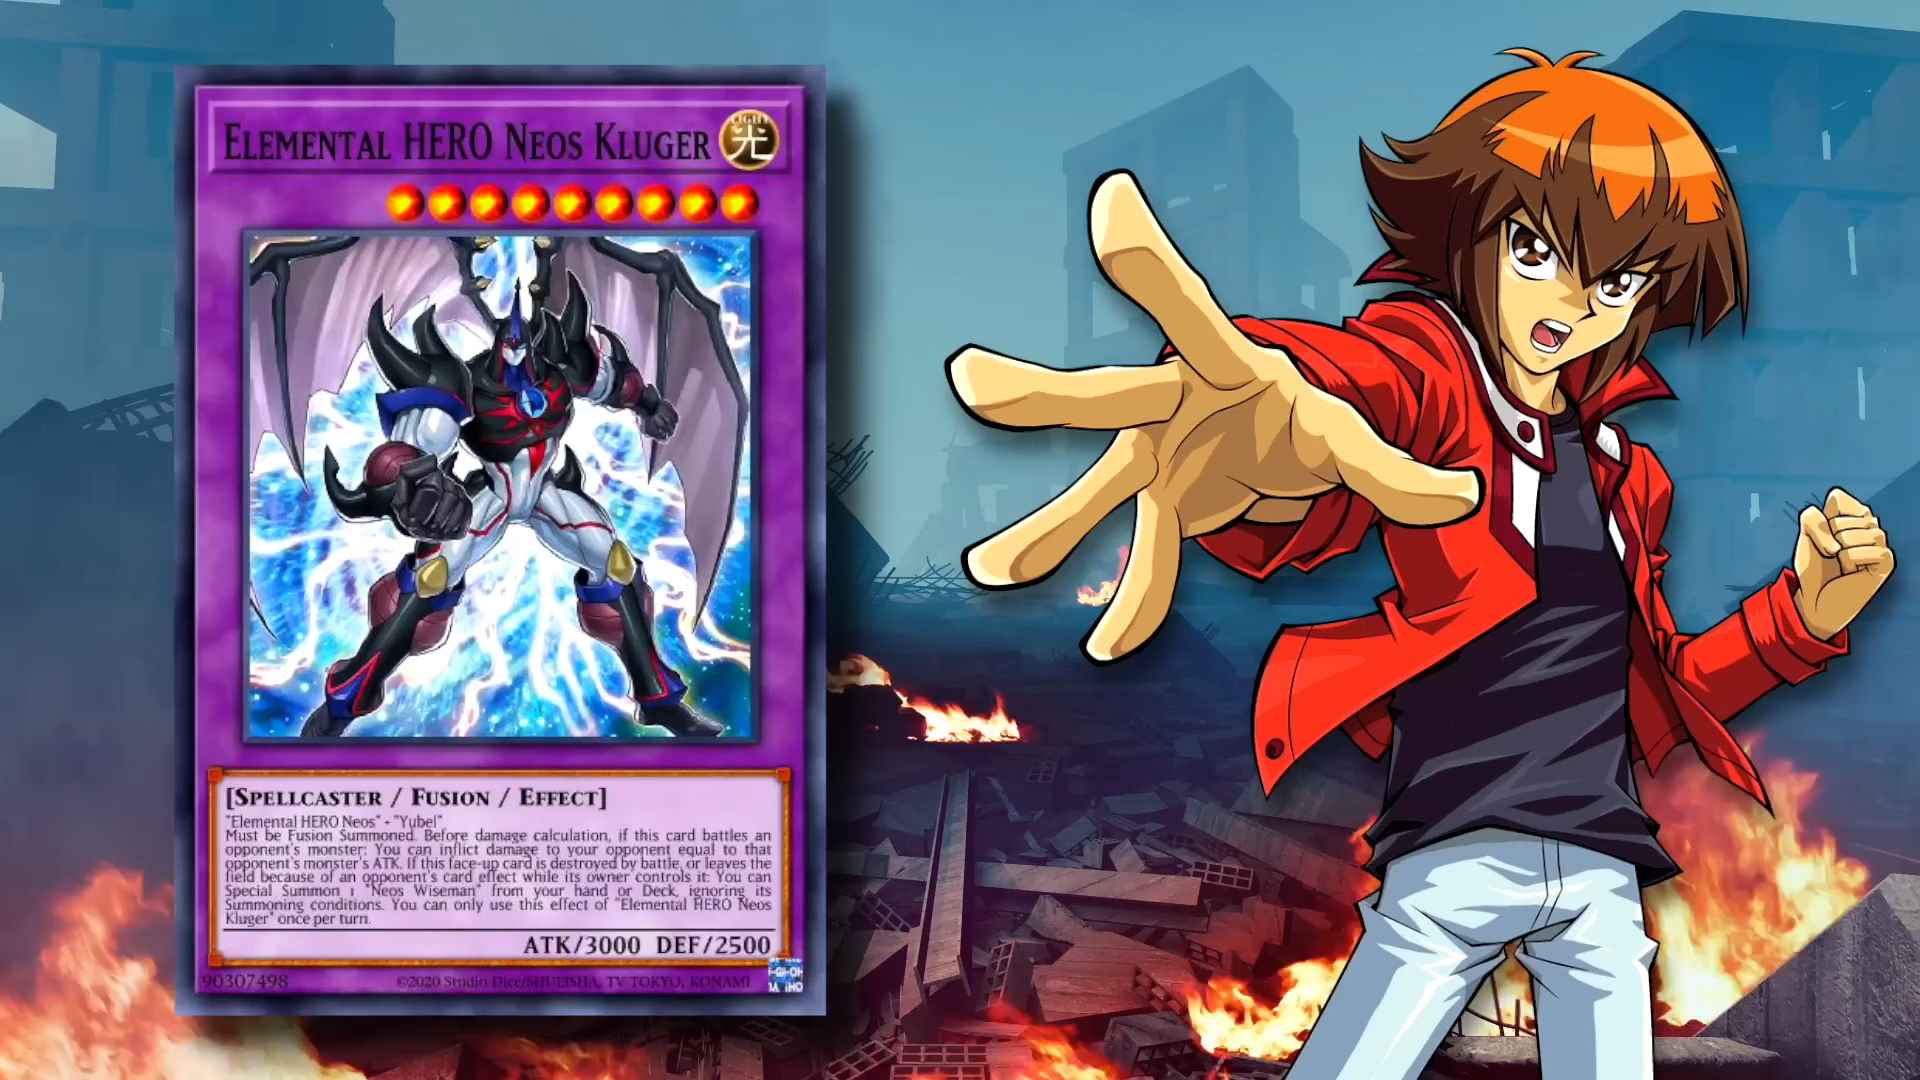 ELEMENTAL HERO NEOS KLUGER
LIGHT
光
[SPELLCASTER / FUSION / EFFECT]
"Elemental HERO Neos" + "Yubel"
Must be Fusion Summoned. Before damage calculation, if this card battles an
opponent's monster: You can inflict damage to your opponent equal to that
opponent's monster's ATK. If this face-up card is destroyed by battle, or leaves the
field because of an opponent's card effect while its owner controls it: You can
Special Summon 1 "Neos Wiseman" from your hand or Deck, ignoring its
Summoning conditions. You can only use this effect of "Elemental HERO Neos
Kluger" once per turn.
ATK/3000 DEF/2500
90307498
©2020 Studio Dice/SHUEISHA, TV TOKYO, KONAMI